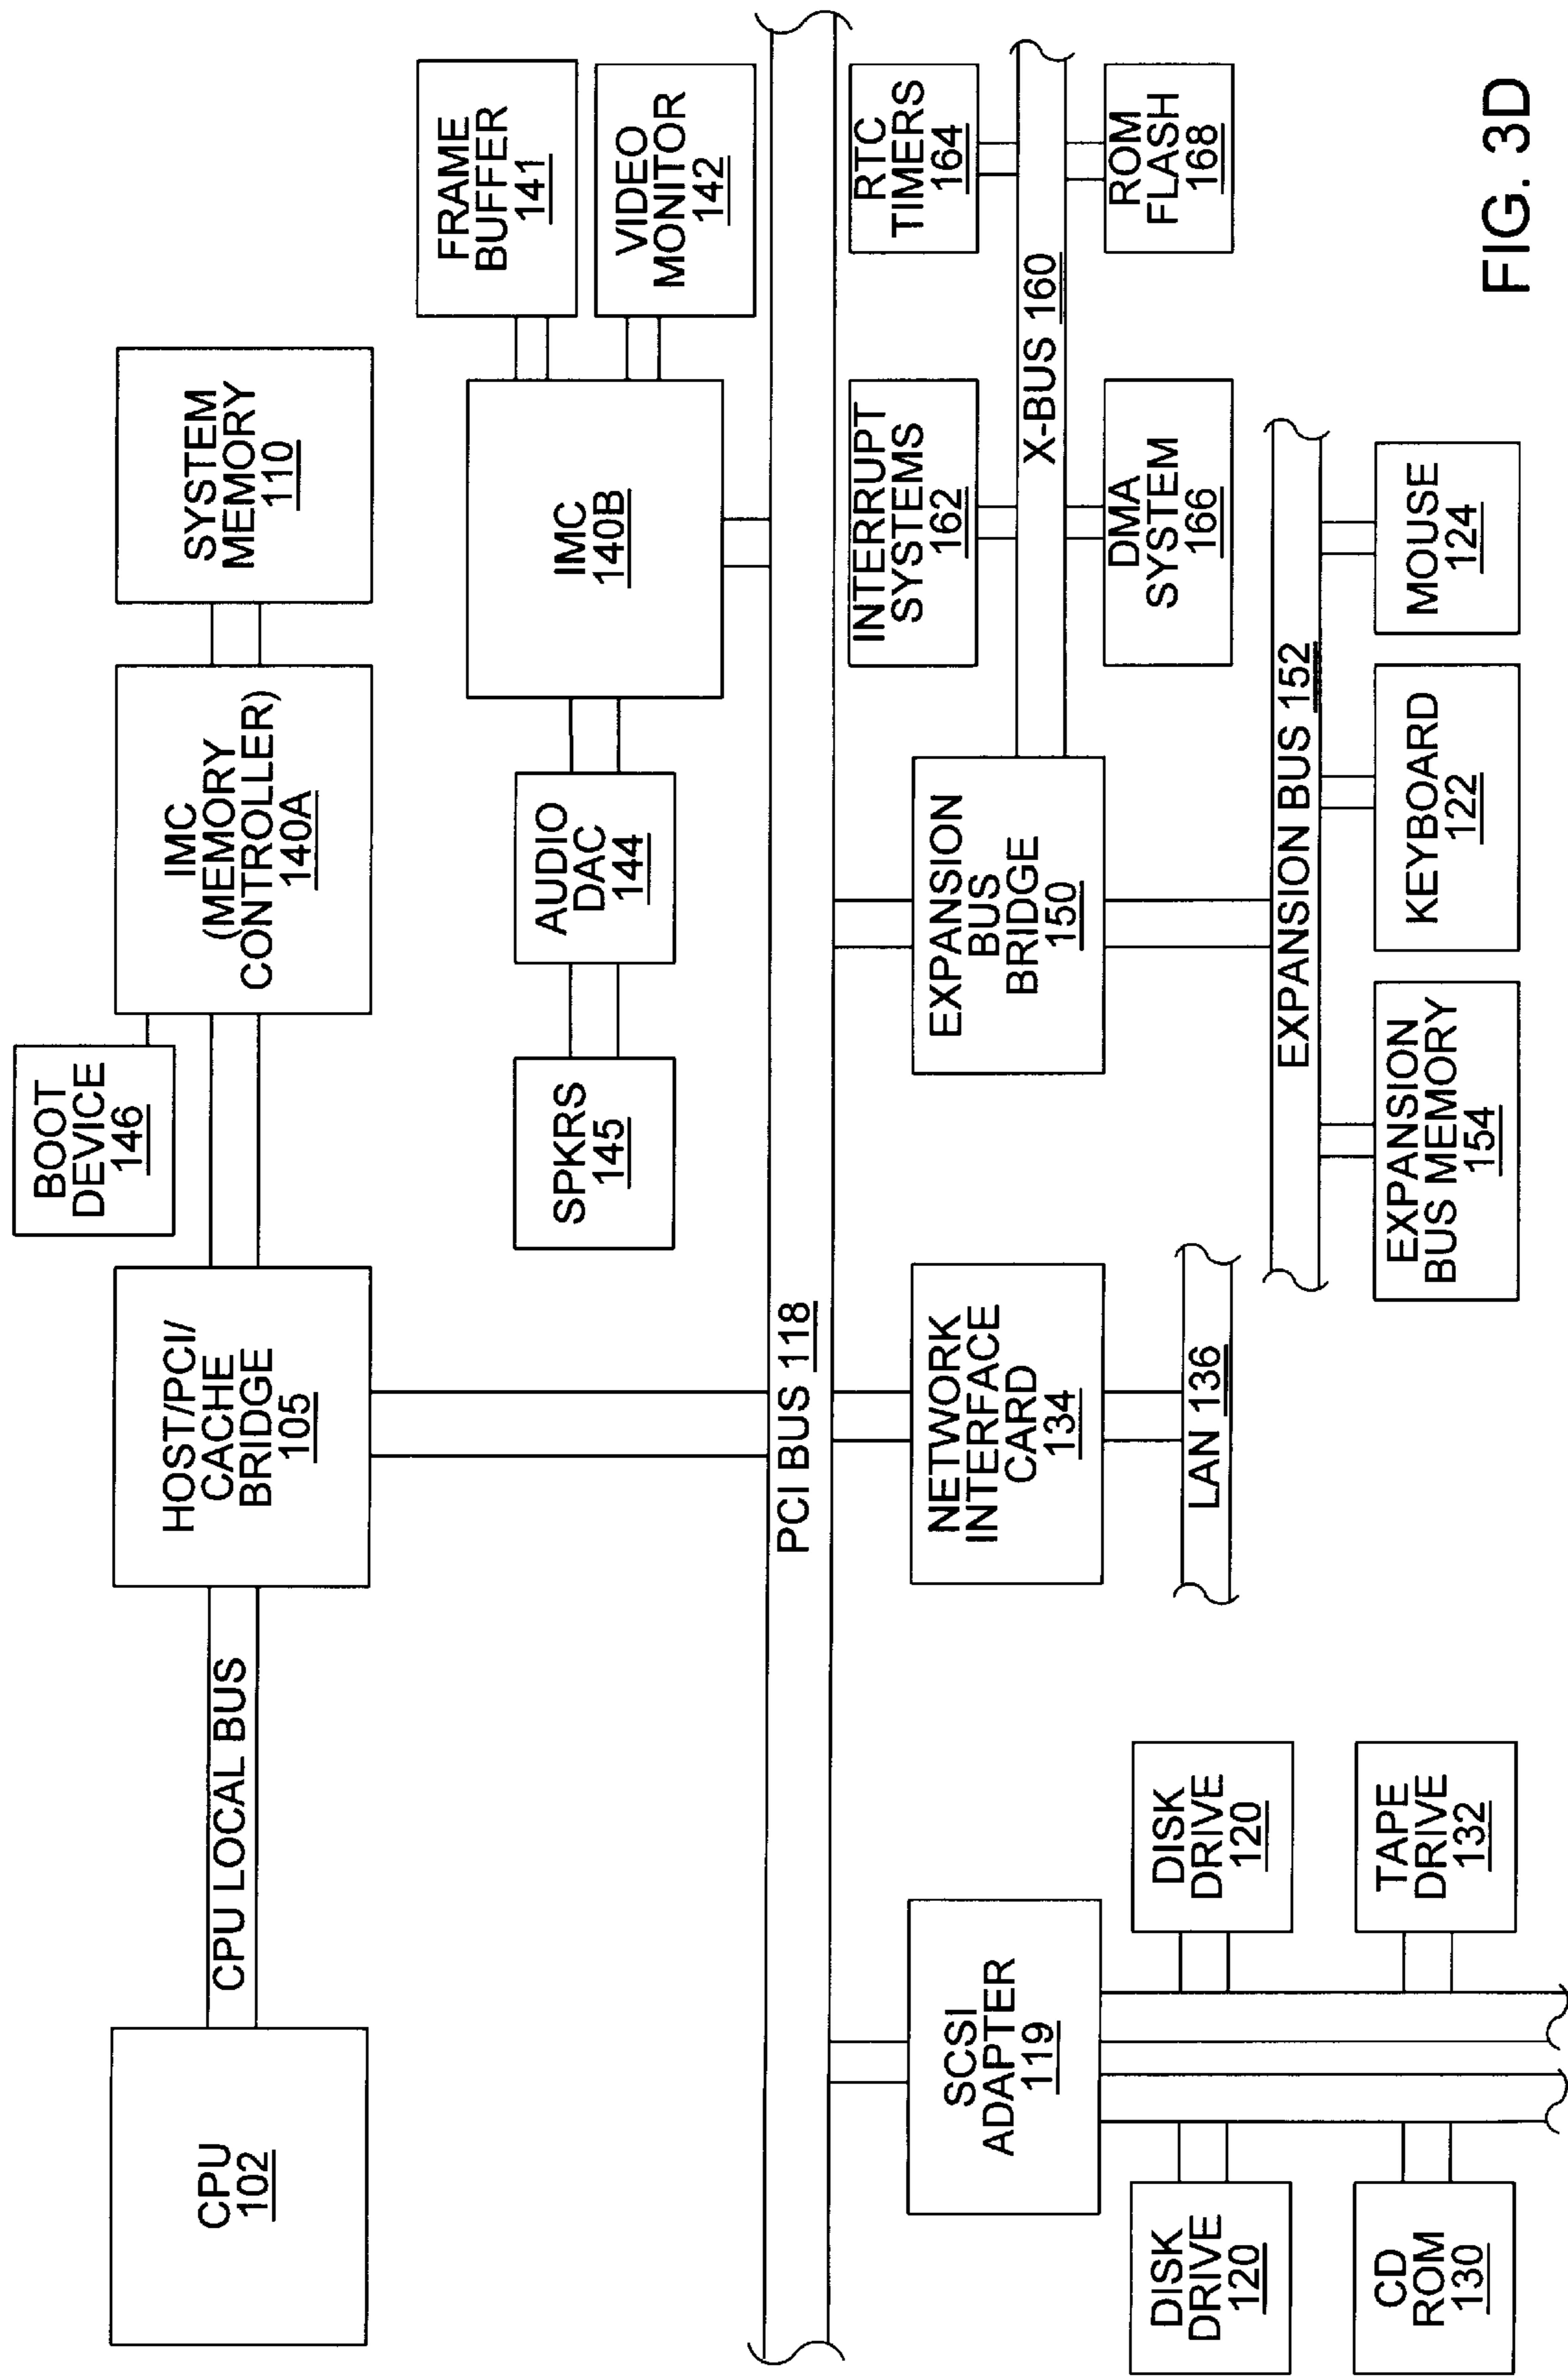 CPU
102
CPU LOCAL BUS
HOST/PCI/
CACHE
BRIDGE
105
BOOT
DEVICE
146
IMC
(MEMORY
CONTROLLER)
140A
SYSTEM
MEMORY
110
SPKRS
145
AUDIO
DAC
144
IMC
140B
FRAME
BUFFER
141
VIDEO
MONITOR
142
PCI BUS 118
SCSI
ADAPTER
119
DISK
DRIVE
120
DISK
DRIVE
120
CD
ROM
130
TAPE
DRIVE
132
NETWORK
INTERFACE
CARD
134
LAN 136
EXPANSION
BUS
BRIDGE
150
INTERRUPT
SYSTEMS
162
RTC
TIMERS
164
X-BUS 160
DMA
SYSTEM
166
ROM
FLASH
168
EXPANSION BUS 152
EXPANSION
BUS MEMORY
154
KEYBOARD
122
MOUSE
124
FIG. 3D